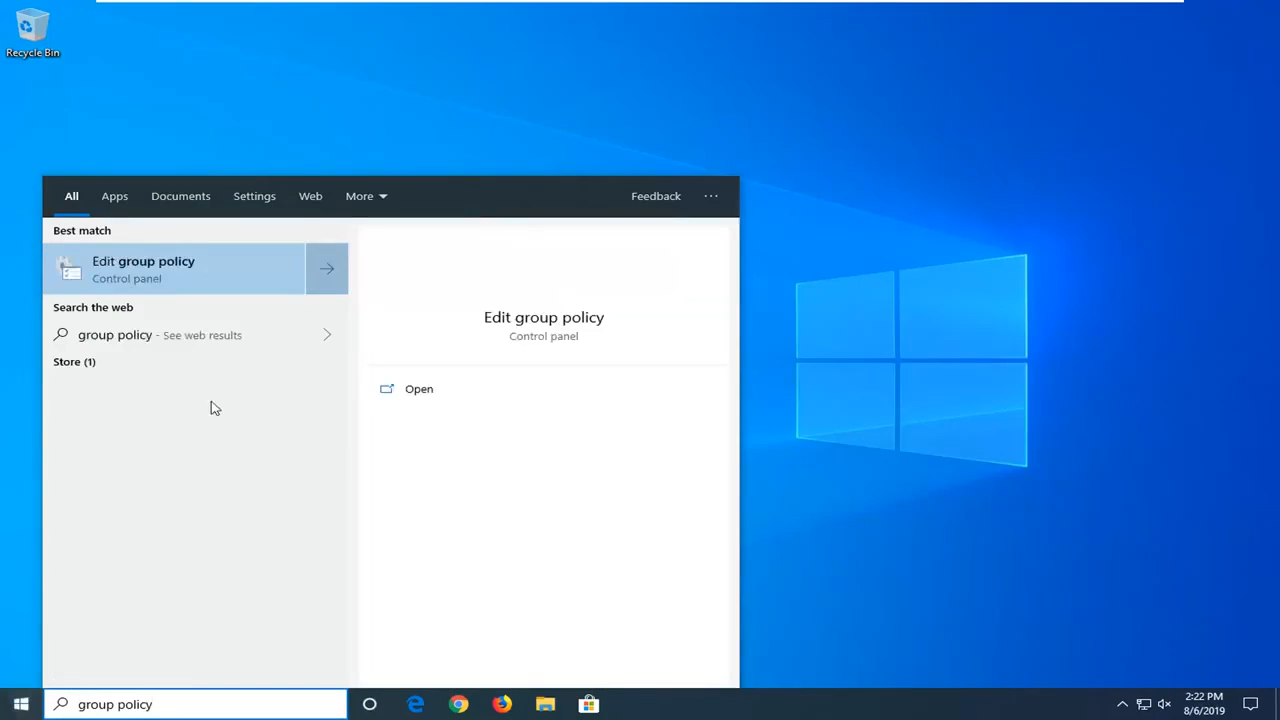 Recycle Bin
All Apps Documents Settings Web More Feedback ...
Best match
Edit group policy
Control panel
Search the web
group policy - See web results
Store (1)
Edit group policy
Control panel
Open
group policy
2:22 PM
8/6/2019